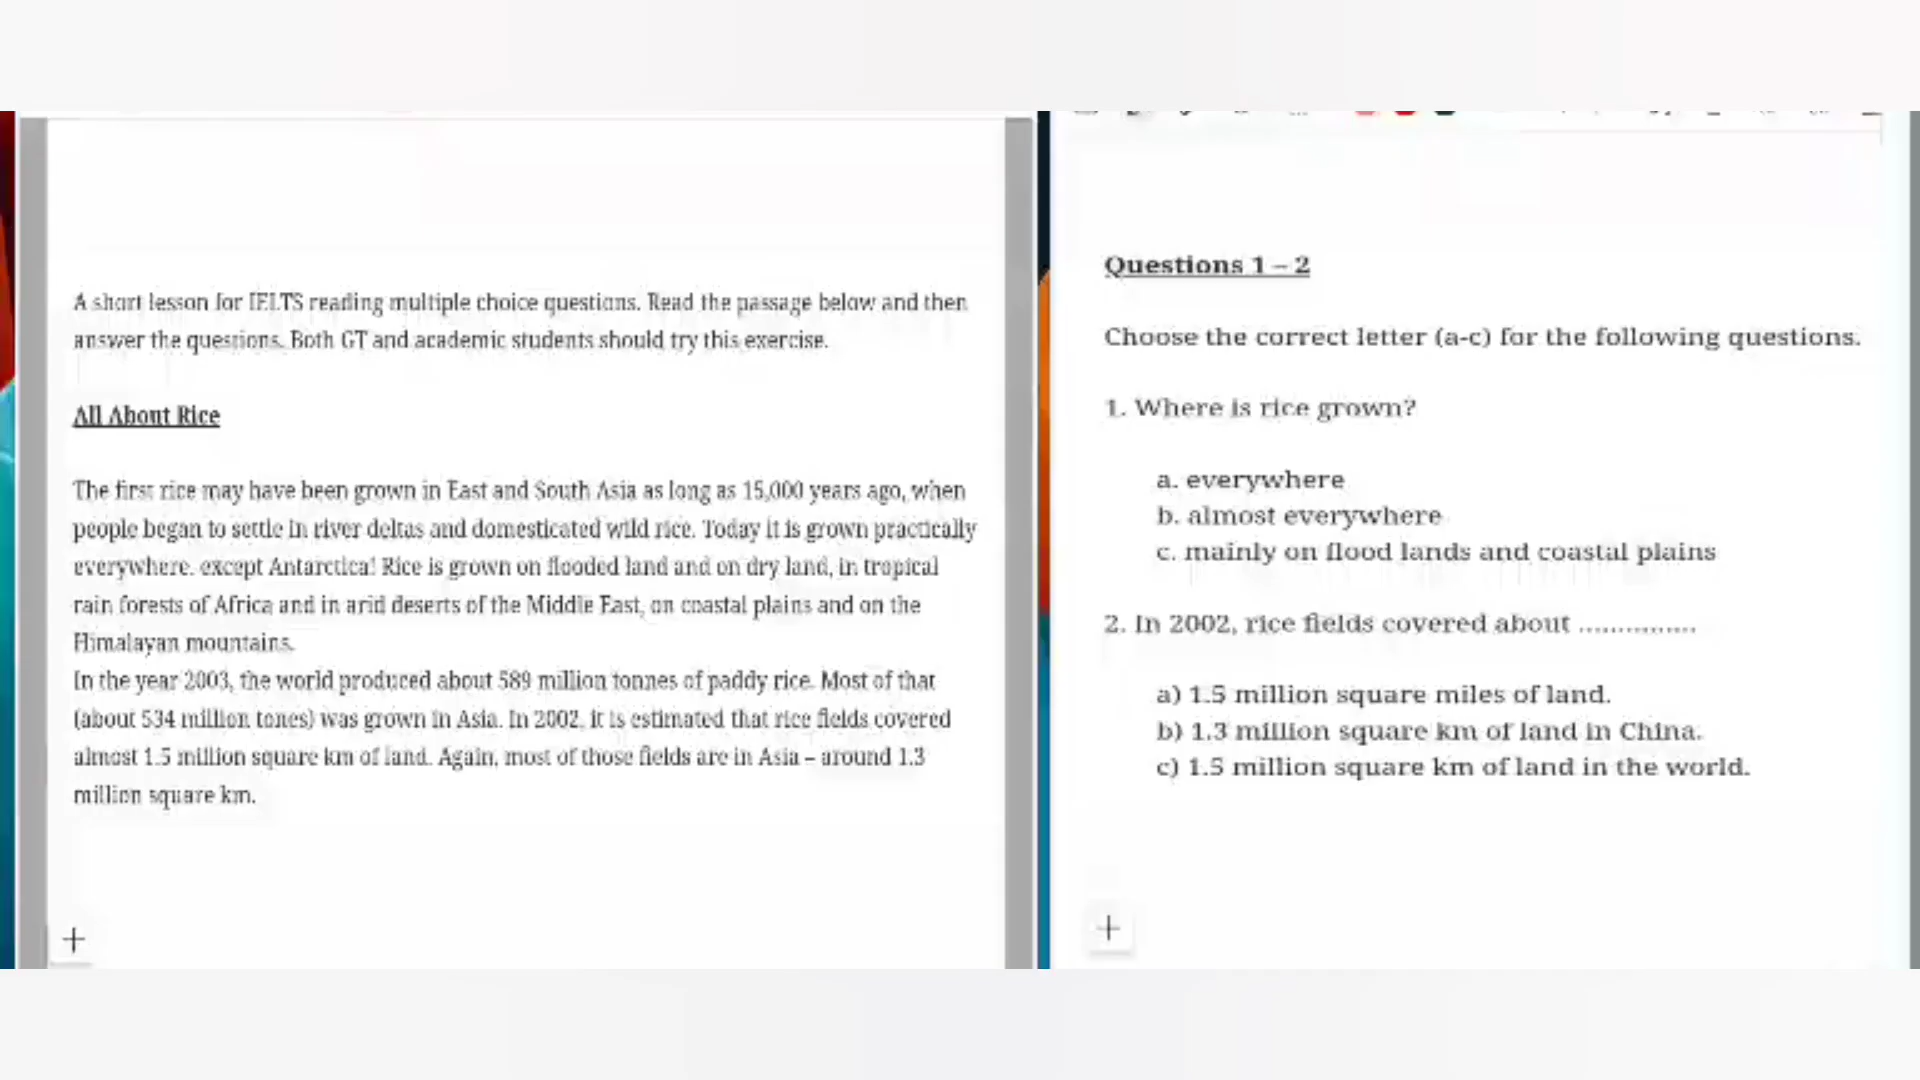 A short lesson for IELTS reading multiple choice questions. Read the passage below and then
answer the questions. Both GT and academic students should try this exercise.
All About Rice
The first rice may have been grown in East and South Asia as long as 15,000 years ago, when
people began to settle in river deltas and domesticated wild rice. Today it is grown practically
everywhere. except Antarctica! Rice is grown on flooded land and on dry land, in tropical
rain forests of Africa and in arid deserts of the Middle East, on coastal plains and on the
Himalayan mountains.
In the year 2003, the world produced about 589 million tonnes of paddy rice. Most of that
(about 534 million tones) was grown in Asia. In 2002, it is estimated that rice fields covered
almost 1.5 million square km of land. Again, most of those fields are in Asia – around 1.3
million square km.
+
Questions 1 – 2
Choose the correct letter (a-c) for the following questions.
1. Where is rice grown?
a. everywhere
b. almost everywhere
c. mainly on flood lands and coastal plains
2. In 2002, rice fields covered about ...............
a) 1.5 million square miles of land.
b) 1.3 million square km of land in China.
c) 1.5 million square km of land in the world.
+